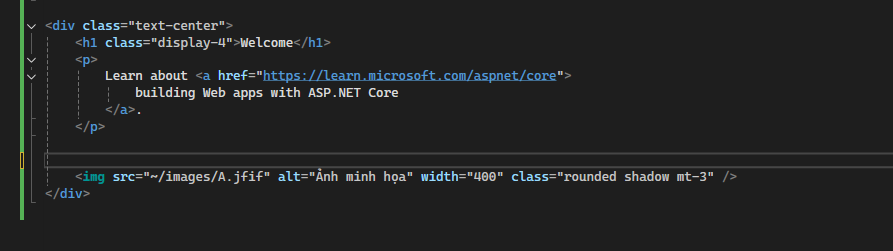 <div class="text-center">
<h1 class="display-4">Welcome</h1>
<p>
Learn about <a href="https://learn.microsoft.com/aspnet/core">
building Web apps with ASP.NET Core
</a>.
</p>
<img src="~/images/A.jfif" alt="Ảnh minh họa" width="400" class="rounded shadow mt-3" />
</div>